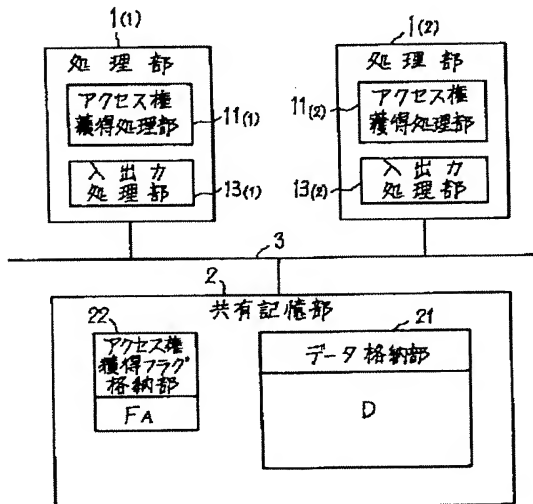 1(1)
処理部
アクセス権
獲得処理部
11(1)
入出力
処理部
13(1)
1(2)
処理部
アクセス権
獲得処理部
11(2)
入出力
処理部
13(2)
3
2
共有記憶部
22
アクセス権
獲得フラグ
格納部
FA
21
データ格納部
D